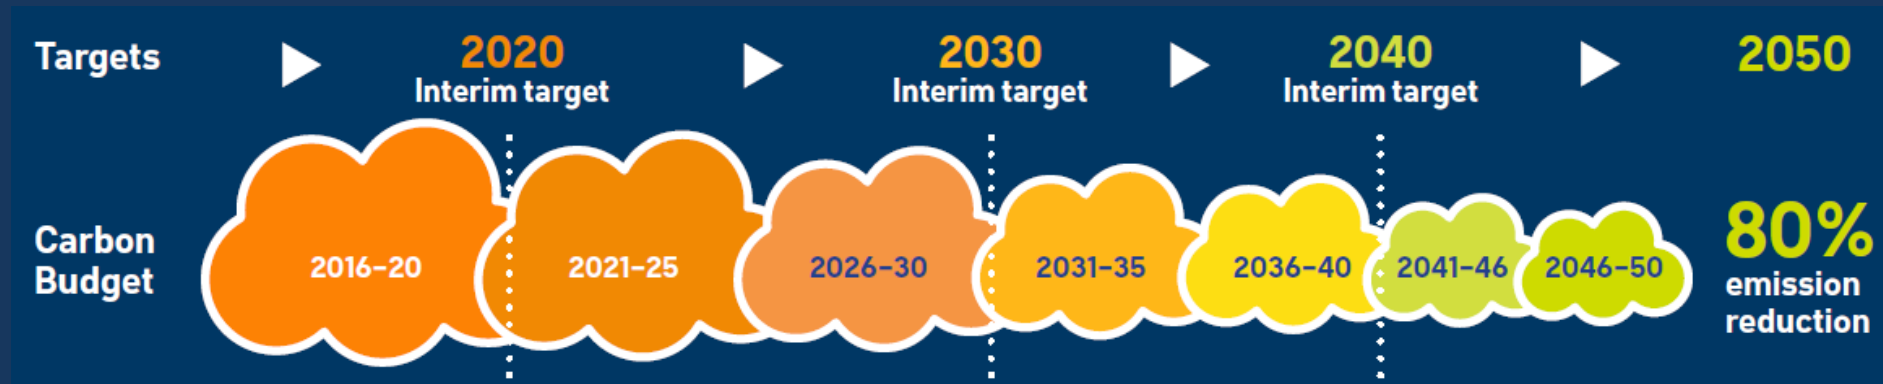 Targets
2020
Interim target
2030
Interim target
2040
Interim target
2050
Carbon
Budget
2016–20
2021–25
2026–30
2031–35
2036–40
2041–46
2046–50
80%
emission
reduction